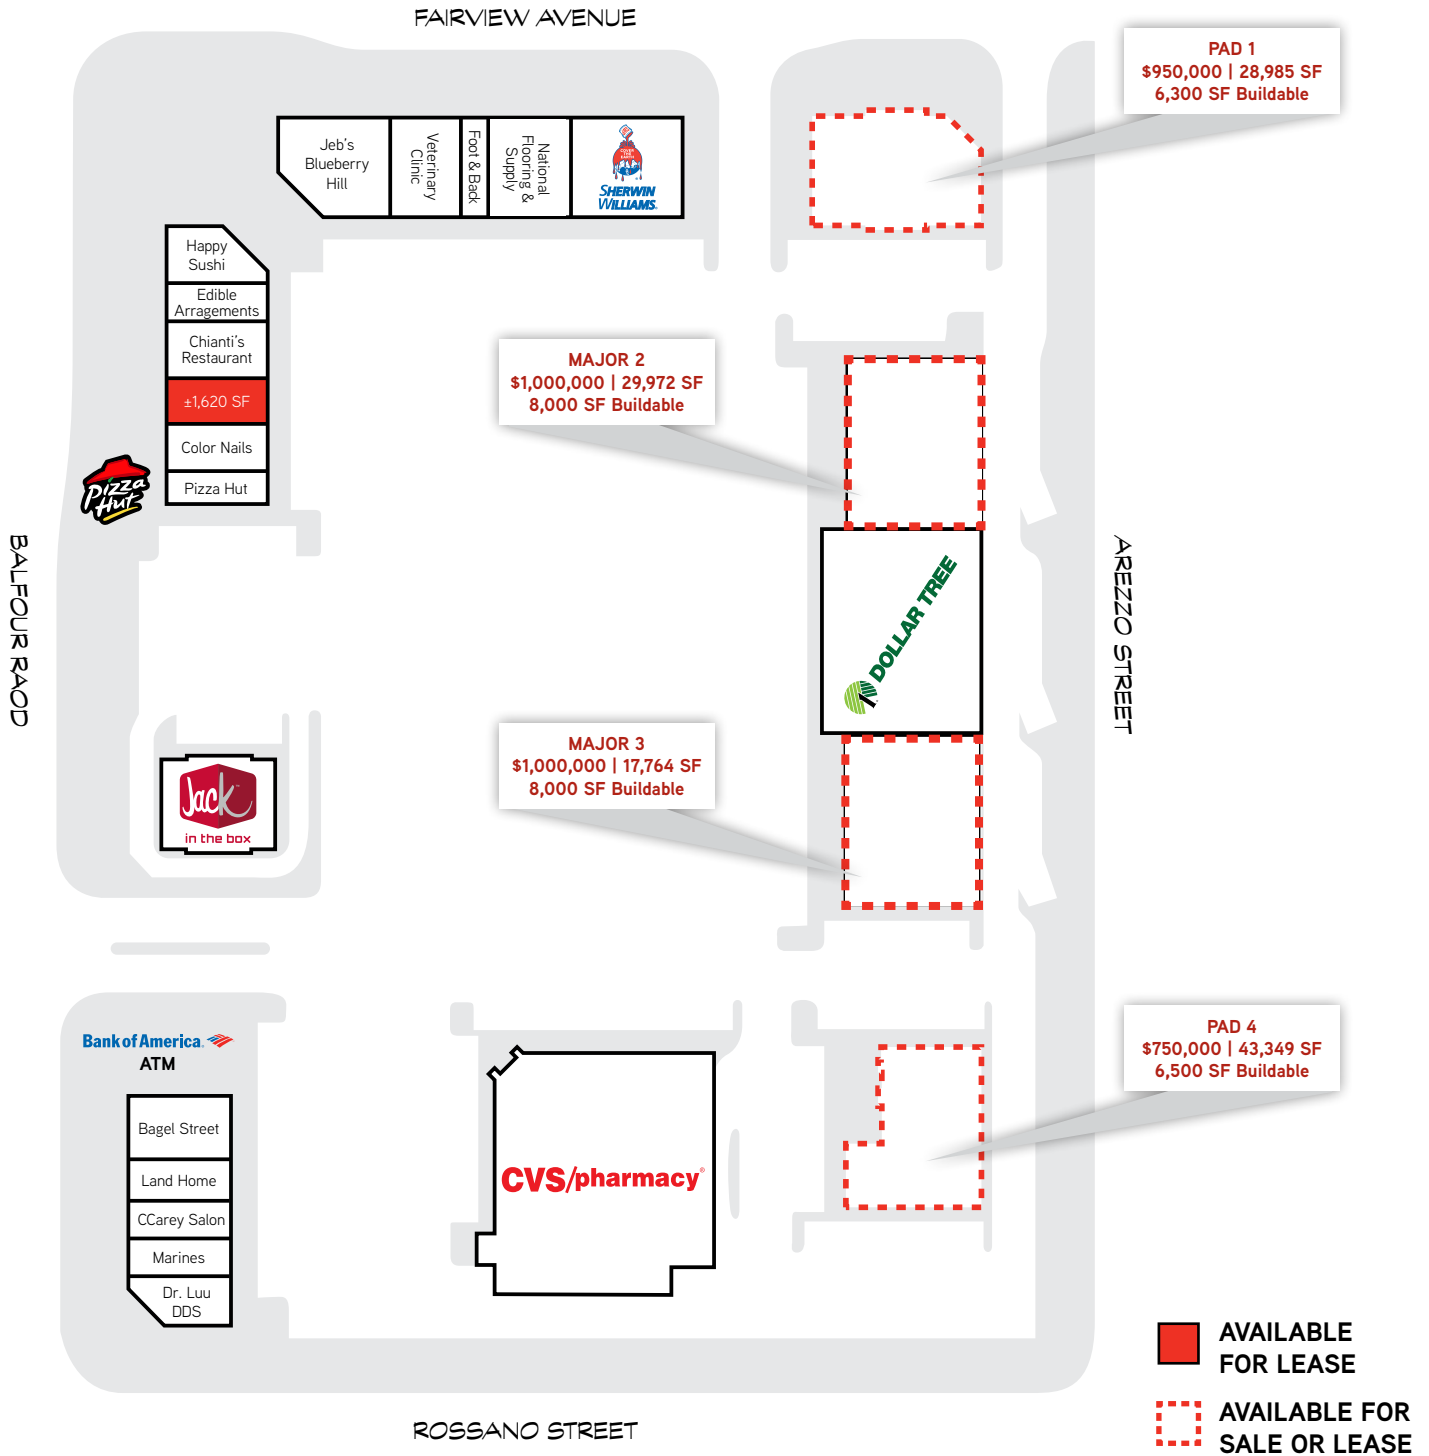 FAIRVIEW AVENUE
PAD 1
$950,000 | 28,985 SF
6,300 SF Buildable
Jeb's
Blueberry
Hill
Veterinary
Clinic
Foot & Back
National
Flooring &
Supply
COVER
THE
EARTH
SHERWIN
WILLIAMS.
Happy
Sushi
Edible
Arragements
Chianti's
Restaurant
±1,620 SF
Color Nails
Pizza Hut
Pizza
Hut
MAJOR 2
$1,000,000 | 29,972 SF
8,000 SF Buildable
BALFOUR RAOD
DOLLAR TREE
AREZZO STREET
MAJOR 3
$1,000,000 | 17,764 SF
8,000 SF Buildable
Jack
in the box
Bank of America.
ATM
Bagel Street
Land Home
CCarey Salon
Marines
Dr. Luu
DDS
CVS/pharmacy®
PAD 4
$750,000 | 43,349 SF
6,500 SF Buildable
AVAILABLE
FOR LEASE
AVAILABLE FOR
SALE OR LEASE
ROSSANO STREET